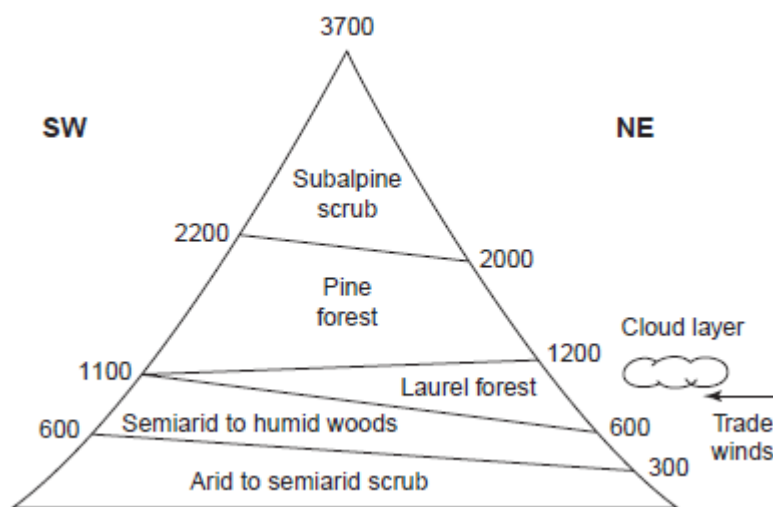 3700
SW
NE
Subalpine
scrub
2200
2000
Pine
forest
Cloud layer
1200
1100
Laurel forest
Semiarid to humid woods
600
600
Trade
winds
300
Arid to semiarid scrub